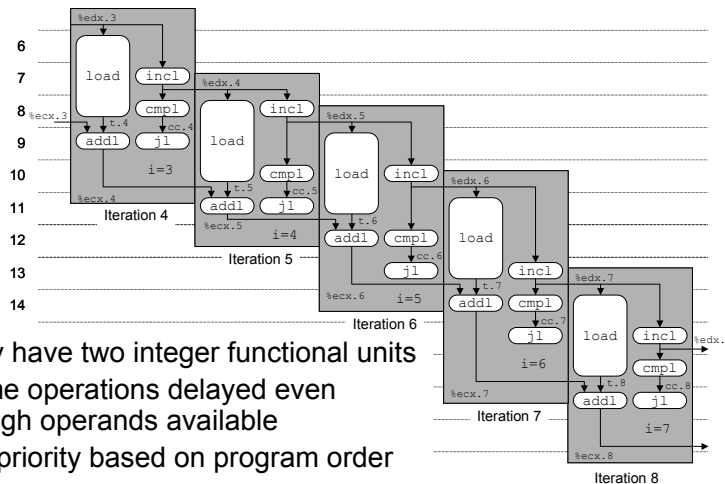 %edx.3
6
load
7
incl
%edx.4
8
%ecx.3
cmpl
cc.4
incl
t.4
load
%edx.5
9
addl
jl
10
i=3
cmpl
load
incl
t.5
cc.5
%edx.6
%ecx.4
11
addl
jl
Iteration 4
t.6
%ecx.5
load
12
i=4
addl
cmpl
Iteration 5
cc.6
13
jl
incl
%edx.7
t.7
%ecx.6
i=5
14
addl
cmpl
load
Iteration 6
cc.7
jl
incl
have two integer functional units
%edx.
i=6
cmpl
operations delayed even
t.8
cc.8
%ecx.7
addl
jl
operands available
Iteration 7
i=7
priority based on program order
%ecx.8
Iteration 8